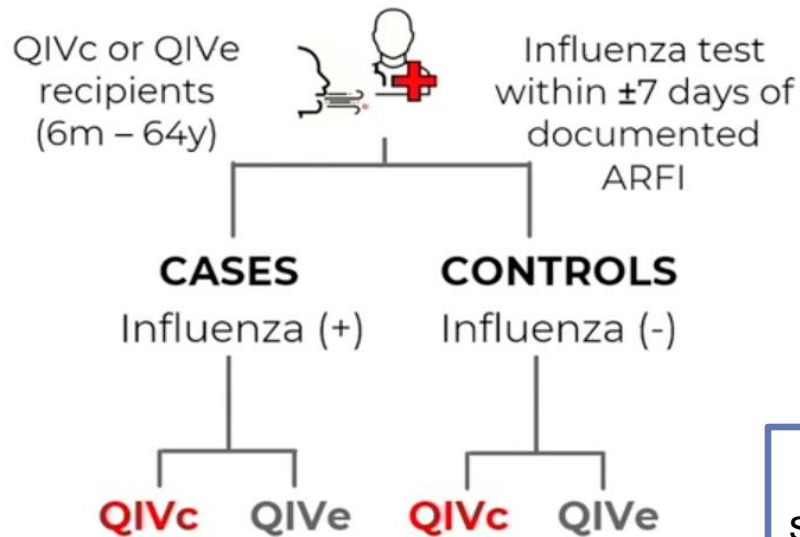 QIVc or QIVe
recipients
(6m – 64y)
Influenza test
within ±7 days of
documented
ARFI
CASES
CONTROLS
Influenza (+)
Influenza (-)
QIVc
QIVe
QIVc
QIVe